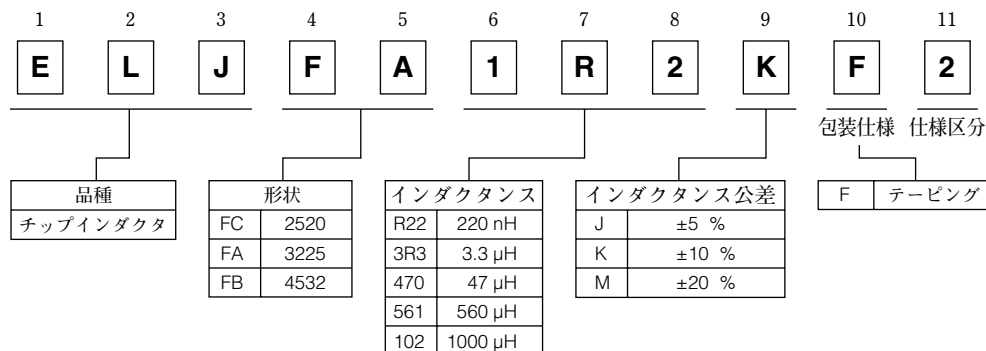 1 2 3 4 5 6 7 8 9 10 11
E L J F A 1 R 2 K F 2
包装仕様 仕様区分
品種
チップインダクタ
形状
FC 2520
FA 3225
FB 4532
インダクタンス
R22 220 nH
3R3 3.3 μH
470 47 μH
561 560 μH
102 1000 μH
インダクタンス公差
J ±5 %
K ±10 %
M ±20 %
F テーピング